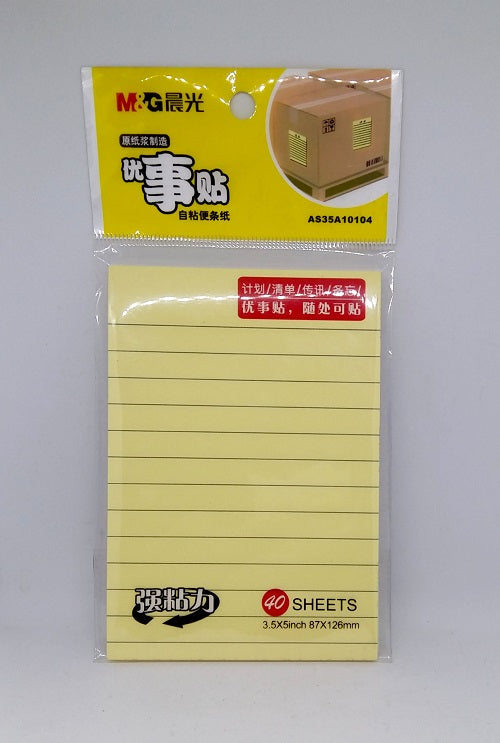 M&G晨光
原纸浆制造
优事贴
自粘便条纸
AS35A10104
计划/清单/传讯/备忘/
优事贴，随处可贴
强粘力
40 SHEETS
3.5X5inch 87X126mm